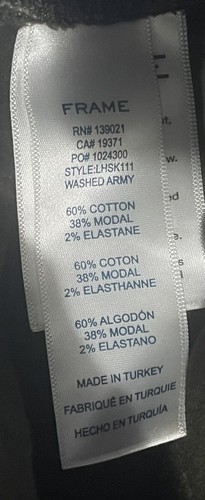 FRAME
RN# 139021
CA# 19371
PO# 1024300
STYLE:LHSK111
WASHED ARMY
60% COTTON
38% MODAL
2% ELASTANE
60% COTON
38% MODAL
2% ELASTHANNE
60% ALGODÓN
38% MODAL
2% ELASTANO
MADE IN TURKEY
FABRIQUÉ EN TURQUIE
HECHO EN TURQUÍA